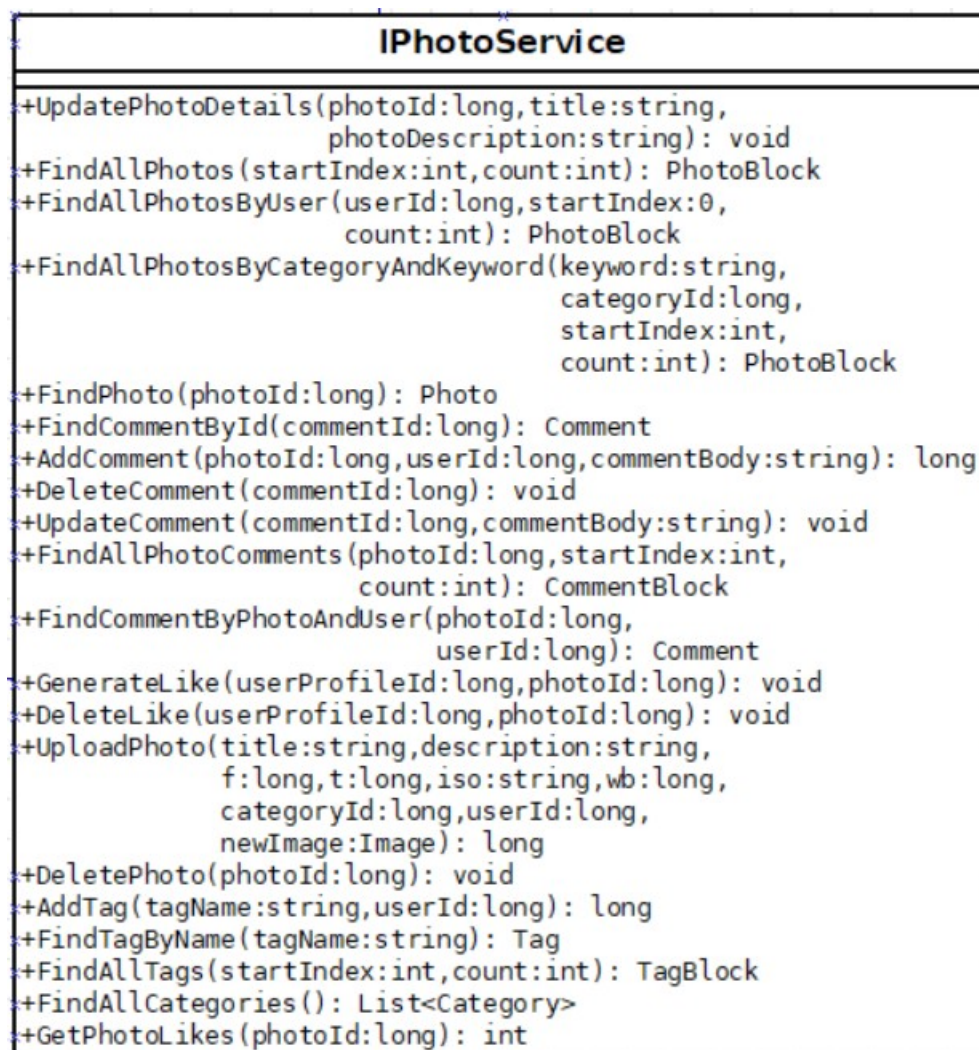 IPhotoService
+UpdatePhotoDetails(photoId:long,title:string,
photoDescription:string): void
+FindAllPhotos(startIndex:int,count:int): PhotoBlock
+FindAllPhotosByUser(userId:long,startIndex:0,
count:int): PhotoBlock
+FindAllPhotosByCategoryAndKeyword(keyword:string,
categoryId:long,
startIndex:int,
count:int): PhotoBlock
+FindPhoto(photoId:long): Photo
+FindCommentById(commentId:long): Comment
+AddComment(photoId:long,userId:long,commentBody:string): long
+DeleteComment(commentId:long): void
+UpdateComment(commentId:long,commentBody:string): void
+FindAllPhotoComments(photoId:long,startIndex:int,
count:int): CommentBlock
+FindCommentByPhotoAndUser(photoId:long,
userId:long): Comment
+GenerateLike(userProfileId:long,photoId:long): void
+DeleteLike(userProfileId:long,photoId:long): void
+UploadPhoto(title:string,description:string,
f:long,t:long,iso:string,wb:long,
categoryId:long,userId:long,
newImage:Image): long
+DeletePhoto(photoId:long): void
+AddTag(tagName:string,userId:long): long
+FindTagByName(tagName:string): Tag
+FindAllTags(startIndex:int,count:int): TagBlock
+FindAllCategories(): List<Category>
+GetPhotoLikes(photoId:long): int